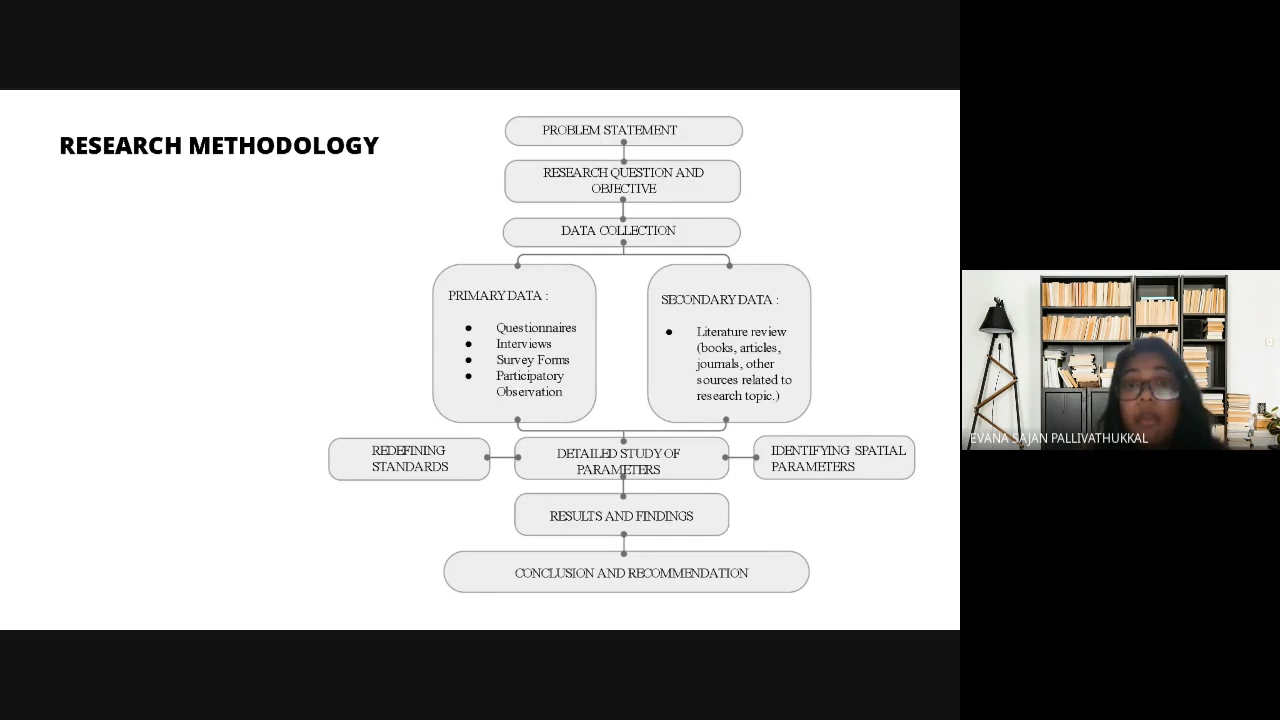 RESEARCH METHODOLOGY
PROBLEM STATEMENT
RESEARCH QUESTION AND
OBJECTIVE
DATA COLLECTION
PRIMARY DATA :
● Questionnaires
● Interviews
● Survey Forms
● Participatory
Observation
SECONDARY DATA :
● Literature review
(books, articles,
journals, other
sources related to
research topic.)
REDEFINING
STANDARDS
DETAILED STUDY OF
PARAMETERS
IDENTIFYING SPATIAL
PARAMETERS
RESULTS AND FINDINGS
CONCLUSION AND RECOMMENDATION
EVANA SAJAN PALLIVATHUKKAL